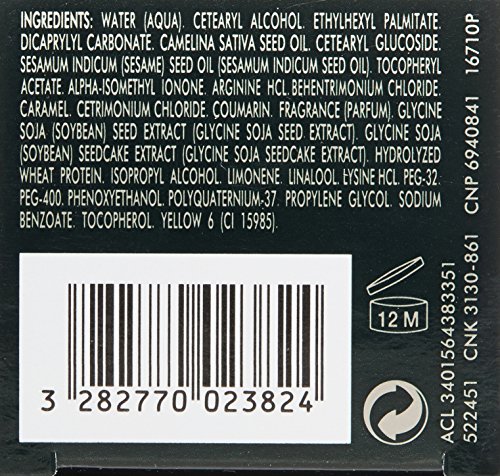 INGREDIENTS: WATER (AQUA). CETEARYL ALCOHOL. ETHYLHEXYL PALMITATE.
DICAPRYLYL CARBONATE. CAMELINA SATIVA SEED OIL. CETEARYL GLUCOSIDE.
SESAMUM INDICUM (SESAME) SEED OIL (SESAMUM INDICUM SEED OIL). TOCOPHERYL
ACETATE. ALPHA-ISOMETHYL IONONE. ARGININE HCL. BEHENTRIMONIUM CHLORIDE.
CARAMEL. CETRIMONIUM CHLORIDE. COUMARIN. FRAGRANCE (PARFUM). GLYCINE
SOJA (SOYBEAN) SEED EXTRACT (GLYCINE SOJA SEED EXTRACT). GLYCINE SOJA
(SOYBEAN) SEEDCAKE EXTRACT (GLYCINE SOJA SEEDCAKE EXTRACT). HYDROLYZED
WHEAT PROTEIN. ISOPROPYL ALCOHOL. LIMONENE. LINALOOL. LYSINE HCL. PEG-32.
PEG-400. PHENOXYETHANOL. POLYQUATERNIUM-37. PROPYLENE GLYCOL. SODIUM
BENZOATE. TOCOPHEROL. YELLOW 6 (CI 15985).
3 282770 023824
12 M
ACL 3401564383351
522451 CNK 3130-861 CNP 6940841 16710P